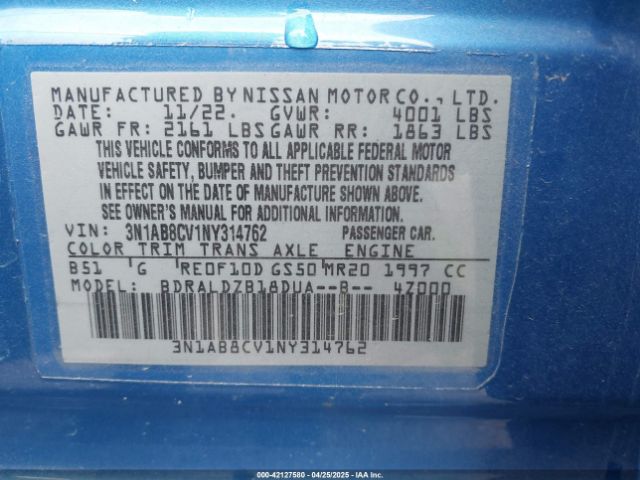 MANUFACTURED BY NISSAN MOTOR CO., LTD.
DATE: 11/22. GVWR: 4001 LBS
GAWR FR: 2161 LBS GAWR RR: 1863 LBS
THIS VEHICLE CONFORMS TO ALL APPLICABLE FEDERAL MOTOR
VEHICLE SAFETY, BUMPER AND THEFT PREVENTION STANDARDS
IN EFFECT ON THE DATE OF MANUFACTURE SHOWN ABOVE.
SEE OWNER'S MANUAL FOR ADDITIONAL INFORMATION.
VIN: 3N1AB8CV1NY314762 PASSENGER CAR.
COLOR TRIM TRANS AXLE ENGINE
B51 G RE0F10D GS50 MR20 1997 CC
MODEL: BDRALDZB18DUA--B-- 4Z000
3N1AB8CV1NY314762
000-42127580 - 04/25/2025 - IAA Inc.